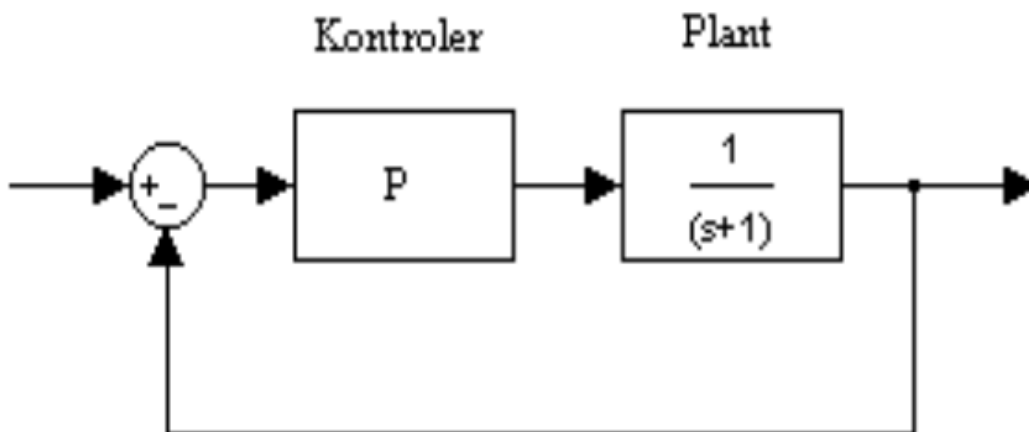 Kontroler
Plant
+
−
P
1
(s+1)